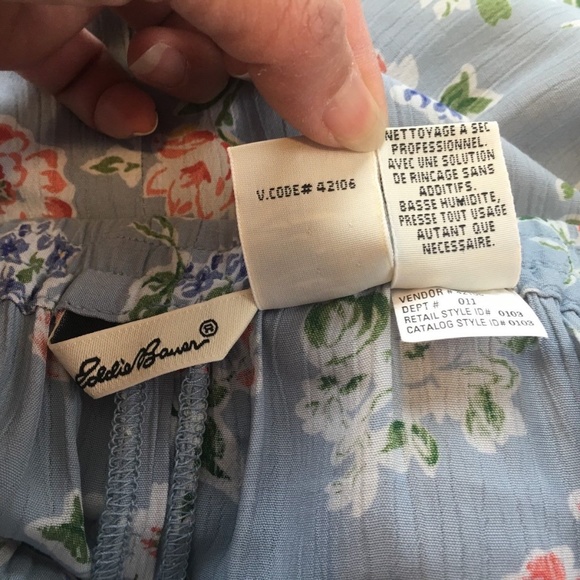 V.CODE# 42106
NETTOYAGE A SEC
PROFESSIONNEL.
AVEC UNE SOLUTION
DE RINCAGE SANS
ADDITIFS.
BASSE HUMIDITE,
PRESSE TOUT USAGE
AUTANT QUE
NECESSAIRE.
VENDOR #
DEPT # 011
RETAIL STYLE ID# 0103
CATALOG STYLE ID# 0103
Eddie Bauer®